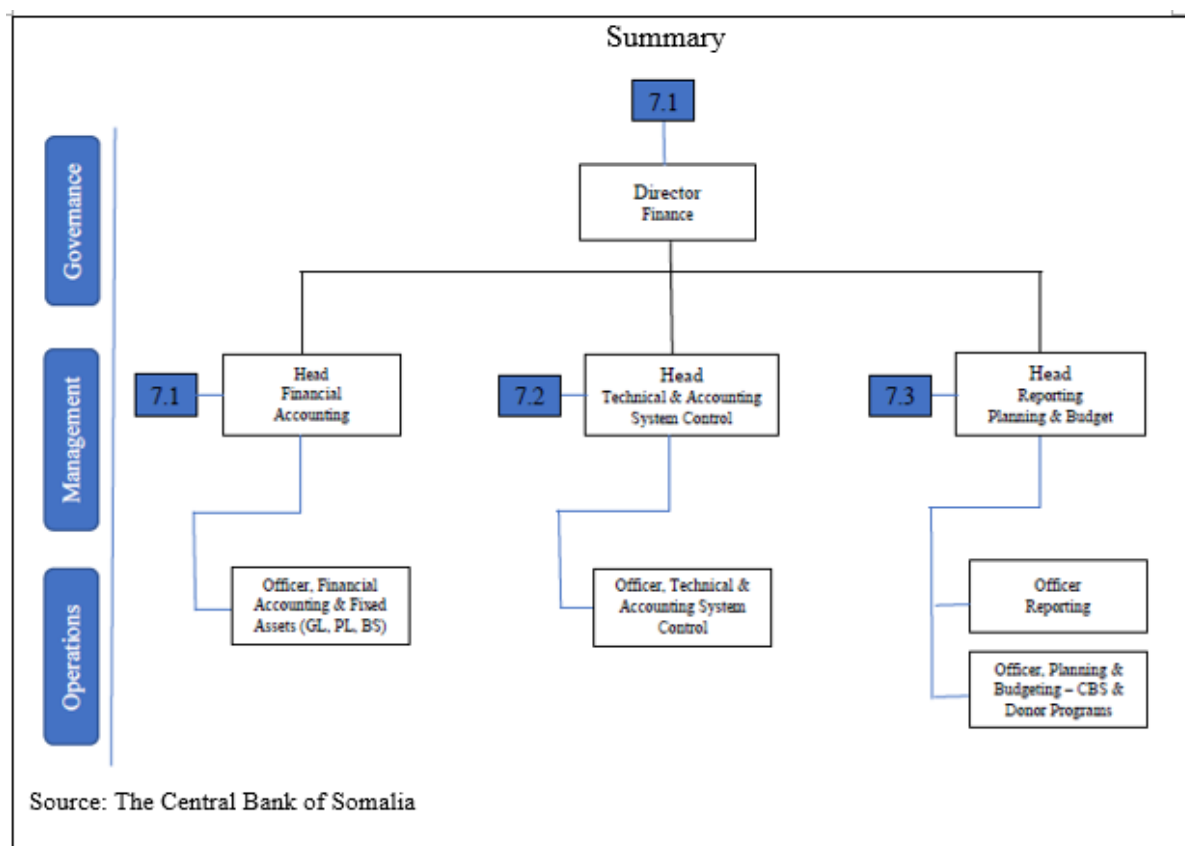 Summary
7.1
Governance
Director
Finance
Management
7.1
Head
Financial
Accounting
7.2
Head
Technical & Accounting
System Control
7.3
Head
Reporting
Planning & Budget
Operations
Officer, Financial
Accounting & Fixed
Assets (GL, PL, BS)
Officer, Technical &
Accounting System
Control
Officer
Reporting
Officer, Planning &
Budgeting – CBS &
Donor Programs
Source: The Central Bank of Somalia